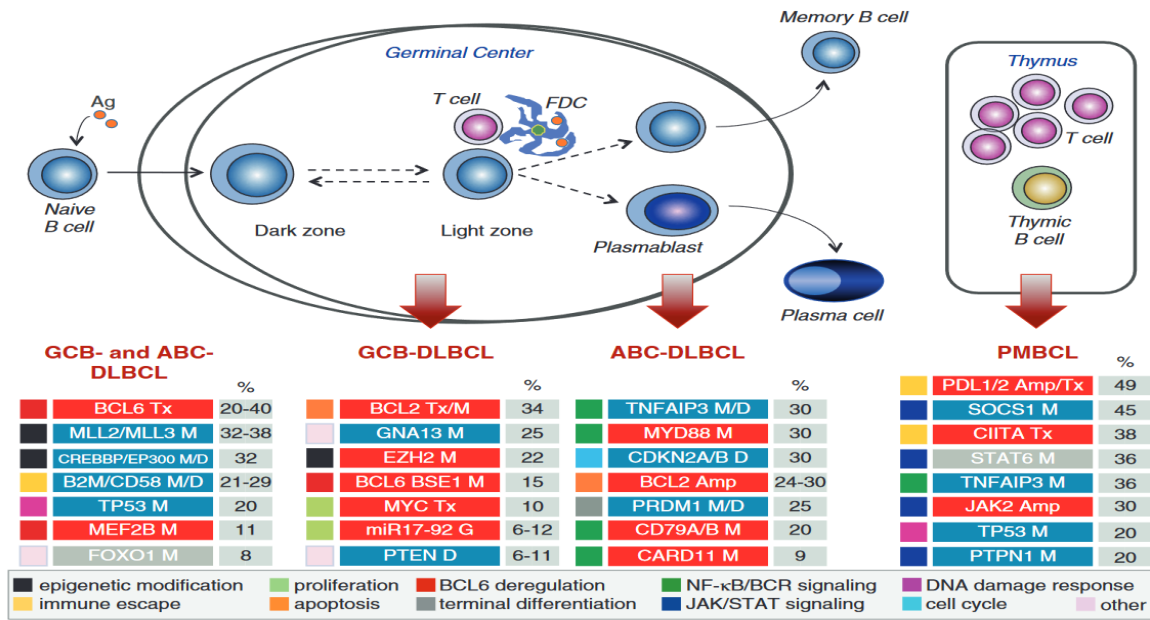 Memory B cell
Germinal Center
Thymus
Ag
T cell
FDC
T cell
Naive
B cell
Dark zone
Light zone
Plasmablast
Thymic
B cell
Plasma cell
GCB- and ABC-
DLBCL
%
BCL6 Tx 20-40
MLL2/MLL3 M 32-38
CREBBP/EP300 M/D 32
B2M/CD58 M/D 21-29
TP53 M 20
MEF2B M 11
FOXO1 M 8
GCB-DLBCL
%
BCL2 Tx/M 34
GNA13 M 25
EZH2 M 22
BCL6 BSE1 M 15
MYC Tx 10
miR17-92 G 6-12
PTEN D 6-11
ABC-DLBCL
%
TNFAIP3 M/D 30
MYD88 M 30
CDKN2A/B D 30
BCL2 Amp 24-30
PRDM1 M/D 25
CD79A/B M 20
CARD11 M 9
PMBCL
%
PDL1/2 Amp/Tx 49
SOCS1 M 45
CIITA Tx 38
STAT6 M 36
TNFAIP3 M 36
JAK2 Amp 30
TP53 M 20
PTPN1 M 20
epigenetic modification proliferation BCL6 deregulation NF-κB/BCR signaling DNA damage response
immune escape apoptosis terminal differentiation JAK/STAT signaling cell cycle other